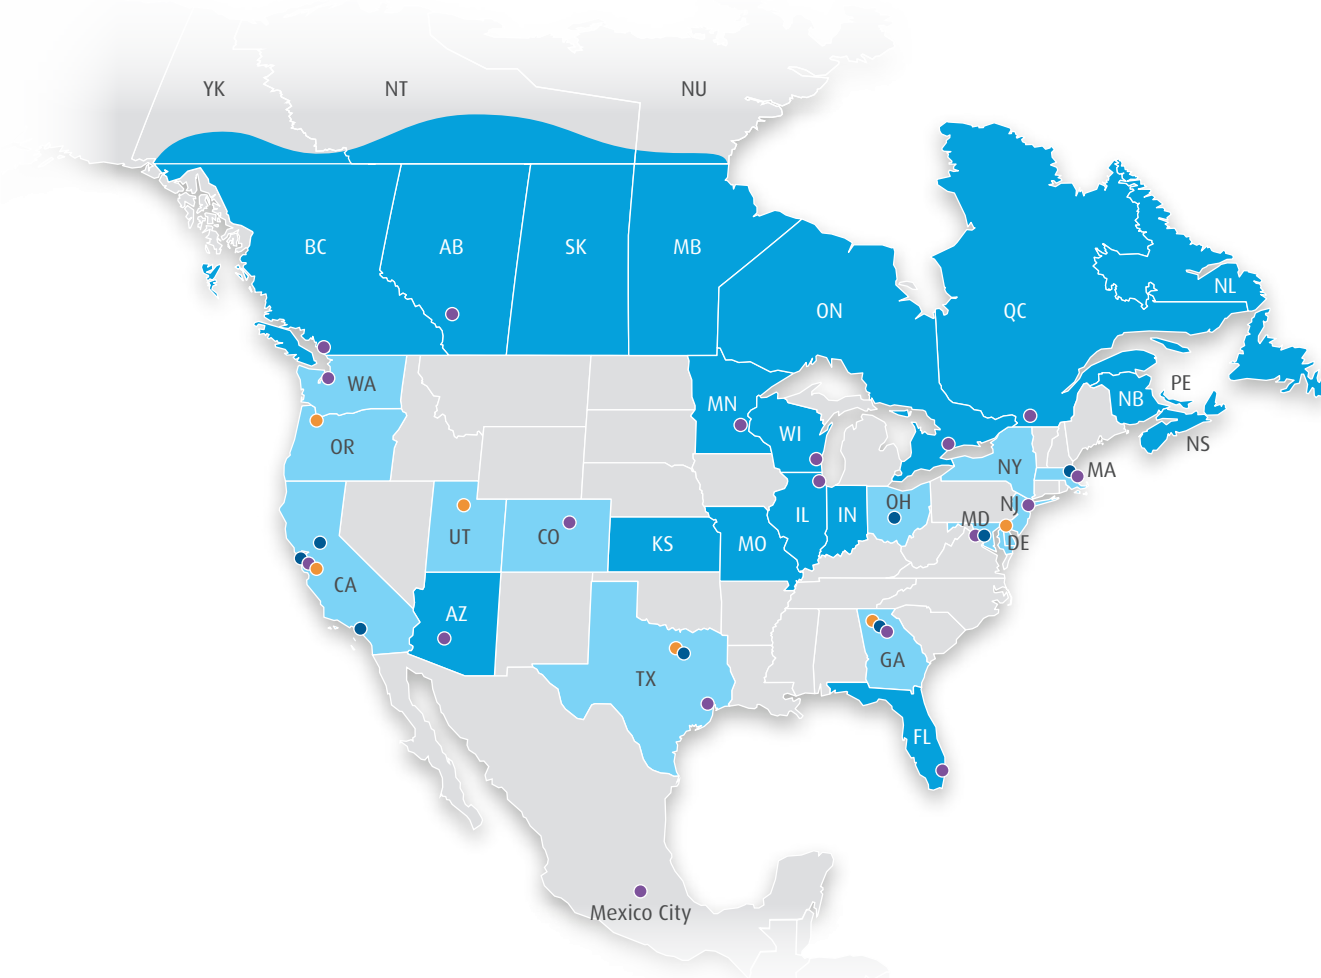 YK
NT
NU
BC
AB
SK
MB
ON
QC
NL
WA
MN
NB
PE
OR
WI
NS
NY
MA
UT
CO
KS
MO
IL
IN
OH
NJ
MD
DE
CA
AZ
TX
GA
FL
Mexico City